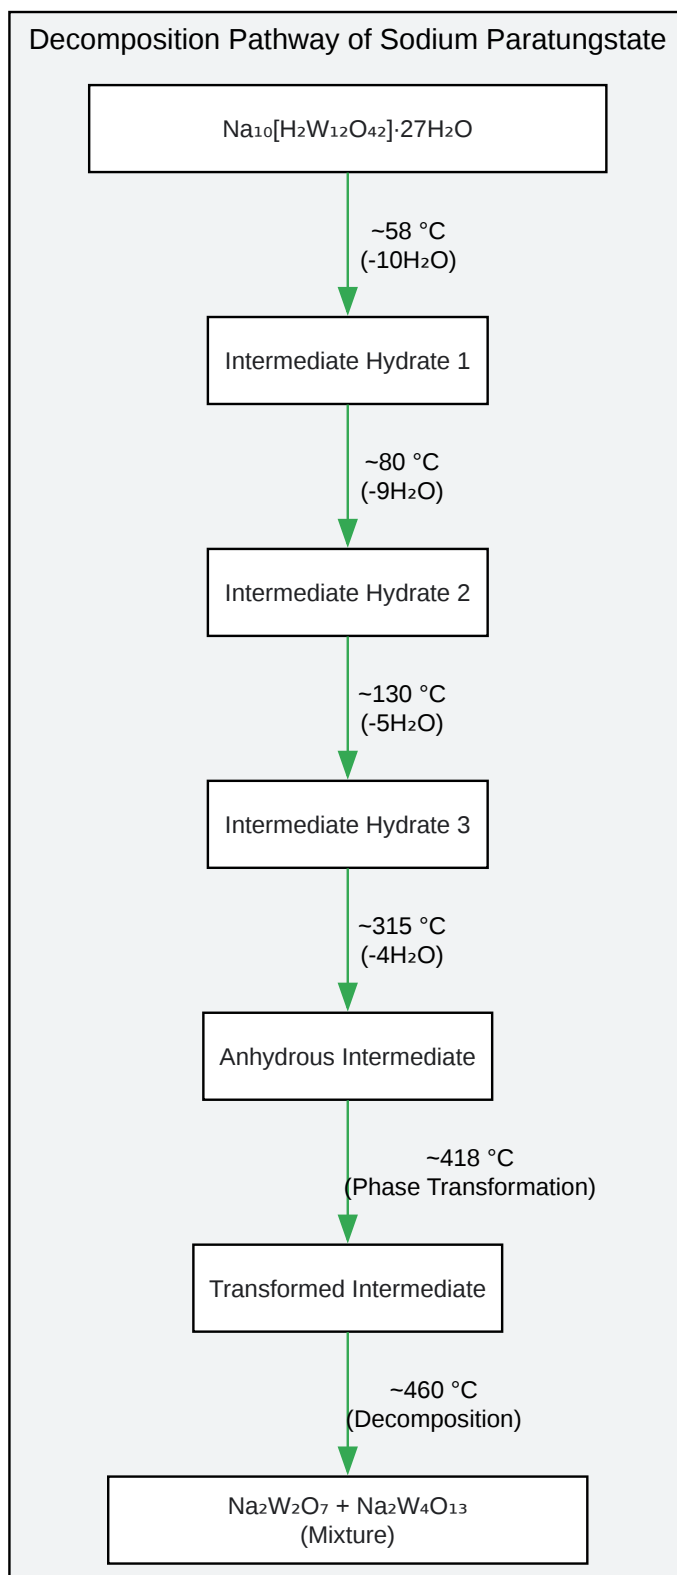 Decomposition Pathway of Sodium Paratungstate
Na₁₀[H₂W₁₂O₄₂]·27H₂O
~58 °C
(-10H₂O)
Intermediate Hydrate 1
~80 °C
(-9H₂O)
Intermediate Hydrate 2
~130 °C
(-5H₂O)
Intermediate Hydrate 3
~315 °C
(-4H₂O)
Anhydrous Intermediate
~418 °C
(Phase Transformation)
Transformed Intermediate
~460 °C
(Decomposition)
Na₂W₂O₇ + Na₂W₄O₁₃
(Mixture)